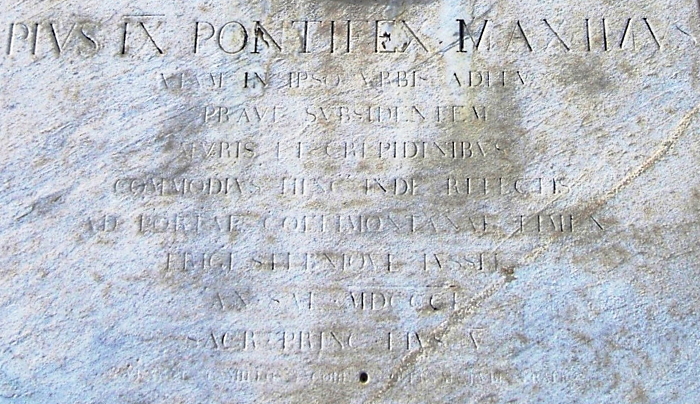 PIVS IX PONTIFEX MAXIMVS
VIAM IN IPSO VRBIS ADITV
PRAVE SVBSIDENTEM
MVRIS ET CREPIDINIBVS
COMMODIVS HINC INDE REFECTIS
AD PORTAE COELIMONTANAE LIMEN
ERIGI STERNIQVE IVSSIT
AN SAL MDCCCL
SACR PRINC EIVS V